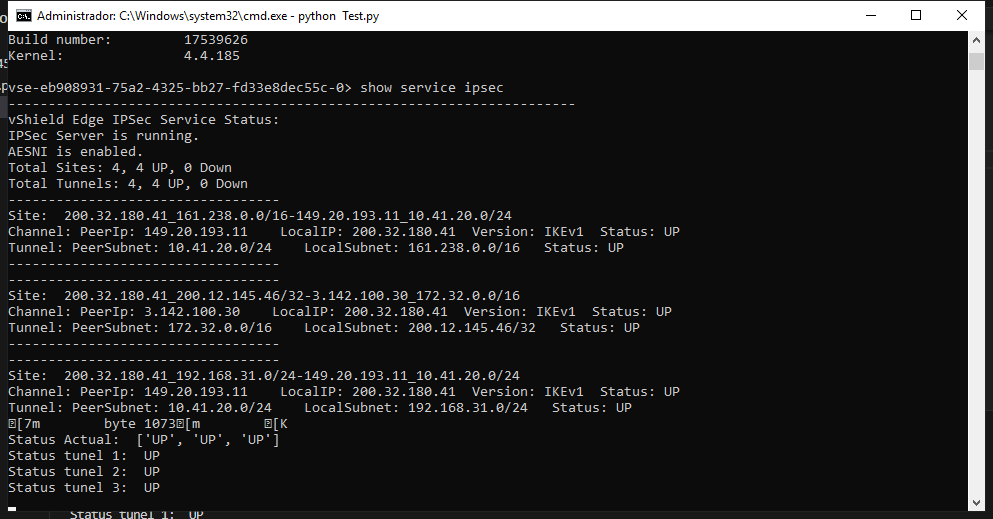 Administrador: C:\Windows\system32\cmd.exe - python  Test.py
Build number:         17539626
Kernel:               4.4.185
vse-eb908931-75a2-4325-bb27-fd33e8dec55c-0> show service ipsec
-----------------------------------------------------------------------
vShield Edge IPSec Service Status:
IPSec Server is running.
AESNI is enabled.
Total Sites: 4, 4 UP, 0 Down
Total Tunnels: 4, 4 UP, 0 Down
----------------------------------
Site:  200.32.180.41_161.238.0.0/16-149.20.193.11_10.41.20.0/24
Channel: PeerIp: 149.20.193.11    LocalIP: 200.32.180.41  Version: IKEv1  Status: UP
Tunnel: PeerSubnet: 10.41.20.0/24    LocalSubnet: 161.238.0.0/16   Status: UP
----------------------------------
----------------------------------
Site:  200.32.180.41_200.12.145.46/32-3.142.100.30_172.32.0.0/16
Channel: PeerIp: 3.142.100.30    LocalIP: 200.32.180.41  Version: IKEv1  Status: UP
Tunnel: PeerSubnet: 172.32.0.0/16    LocalSubnet: 200.12.145.46/32   Status: UP
----------------------------------
----------------------------------
Site:  200.32.180.41_192.168.31.0/24-149.20.193.11_10.41.20.0/24
Channel: PeerIp: 149.20.193.11    LocalIP: 200.32.180.41  Version: IKEv1  Status: UP
Tunnel: PeerSubnet: 10.41.20.0/24    LocalSubnet: 192.168.31.0/24   Status: UP
[7m        byte 1073[m        [K
Status Actual:  ['UP', 'UP', 'UP']
Status tunel 1:  UP
Status tunel 2:  UP
Status tunel 3:  UP
Status tunel 1:  UP